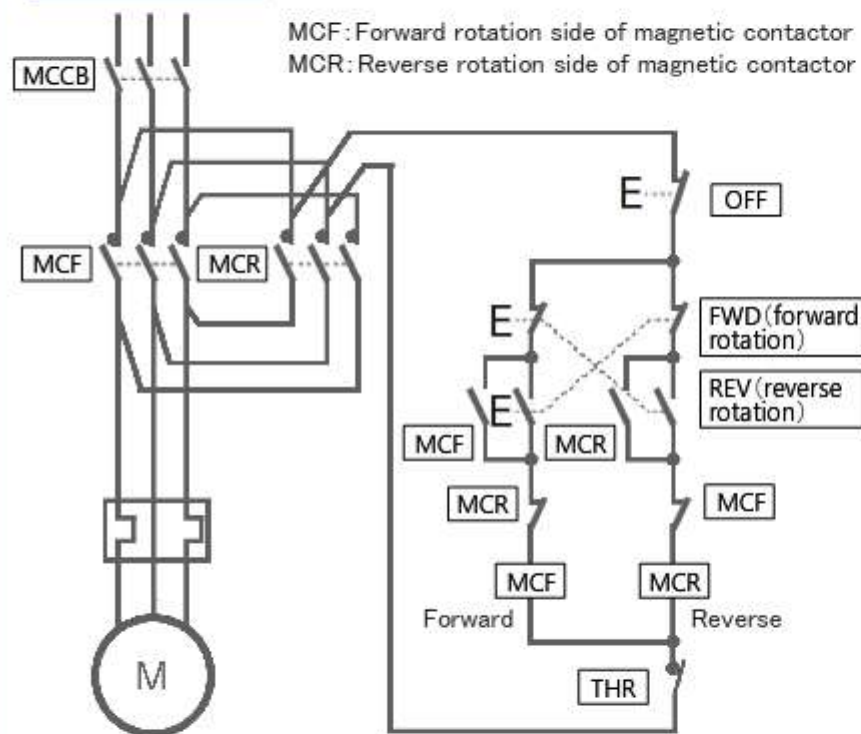 MCF:Forward rotation side of magnetic contactor
MCR:Reverse rotation side of magnetic contactor
MCCB
OFF
MCF
MCR
FWD(forward
rotation)
REV(reverse
rotation)
MCF
MCR
MCR
MCF
MCF
MCR
Forward
Reverse
M
THR